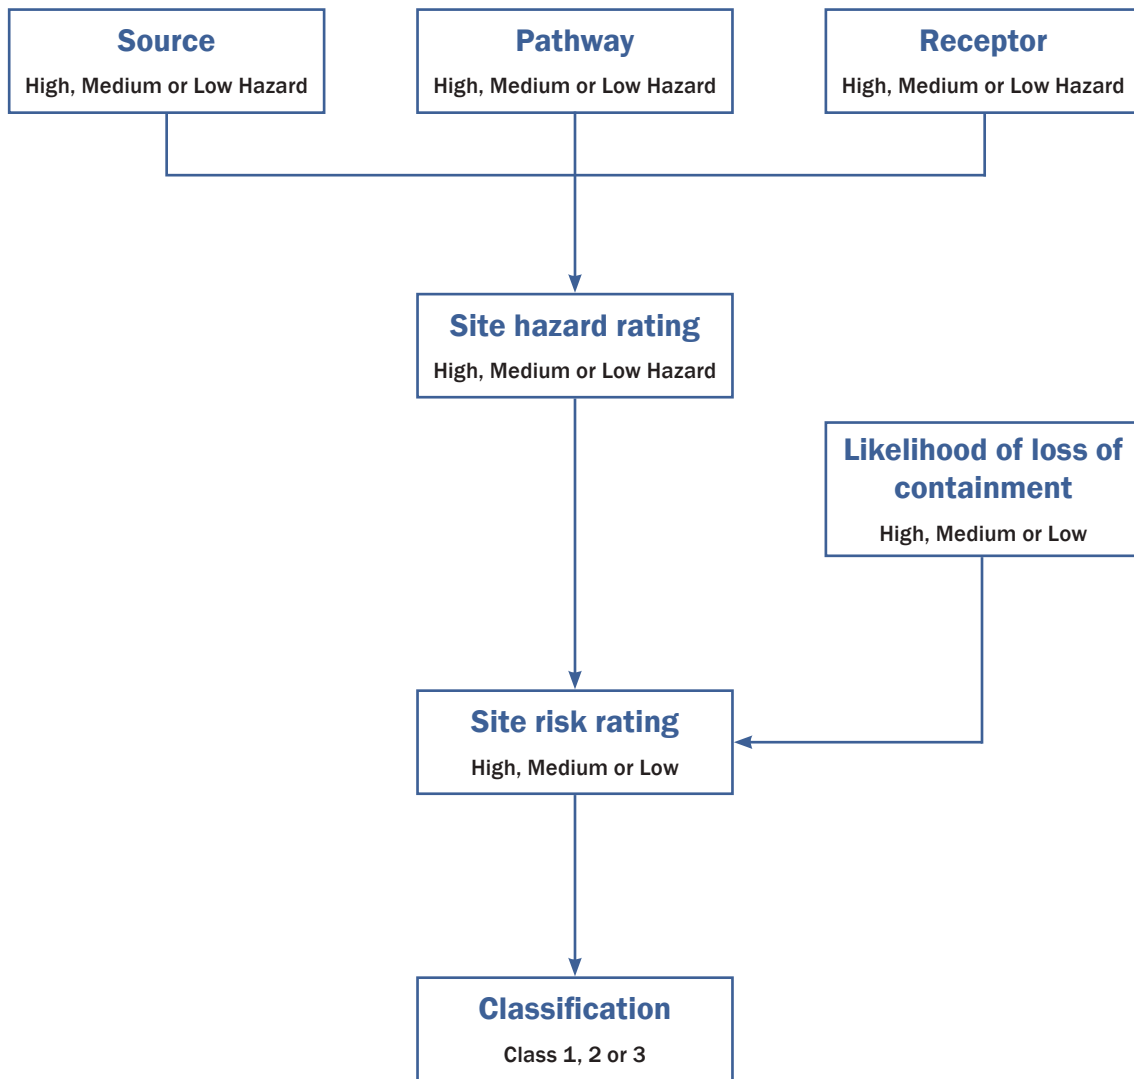 Source
High, Medium or Low Hazard
Pathway
High, Medium or Low Hazard
Receptor
High, Medium or Low Hazard
Site hazard rating
High, Medium or Low Hazard
Likelihood of loss of
containment
High, Medium or Low
Site risk rating
High, Medium or Low
Classification
Class 1, 2 or 3